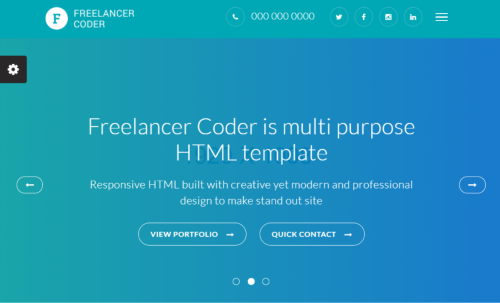 FREELANCER
CODER
000 000 0000
Freelancer Coder is multi purpose
HTML template
Responsive HTML built with creative yet modern and professional
design to make stand out site
VIEW PORTFOLIO
QUICK CONTACT